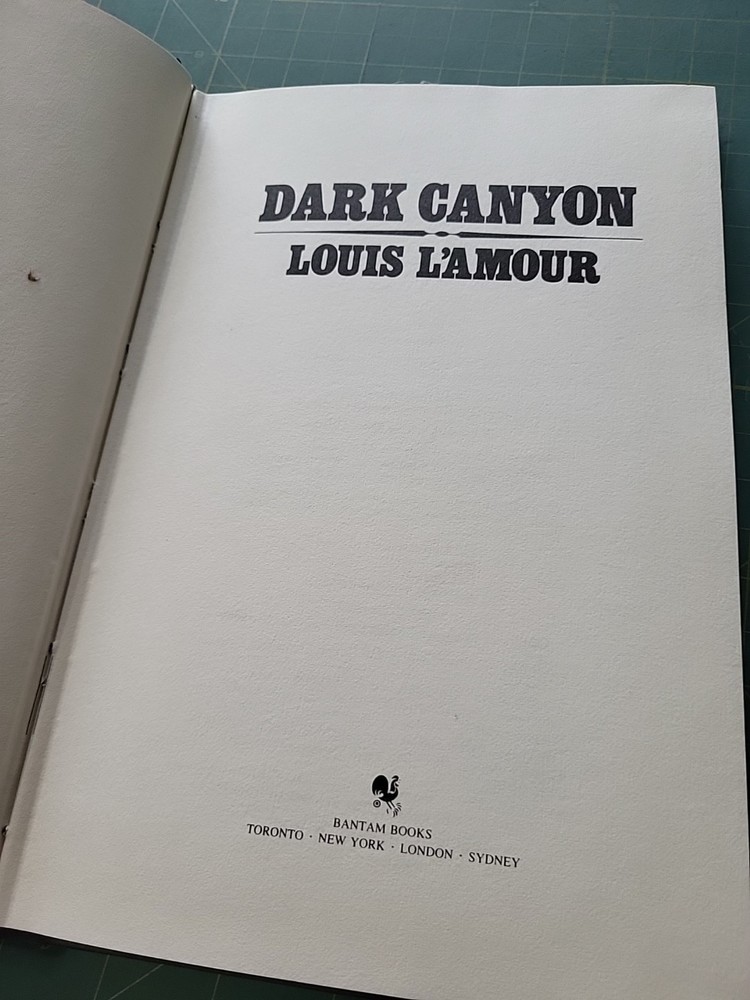 DARK CANYON
LOUIS L'AMOUR
BANTAM BOOKS
TORONTO · NEW YORK · LONDON · SYDNEY